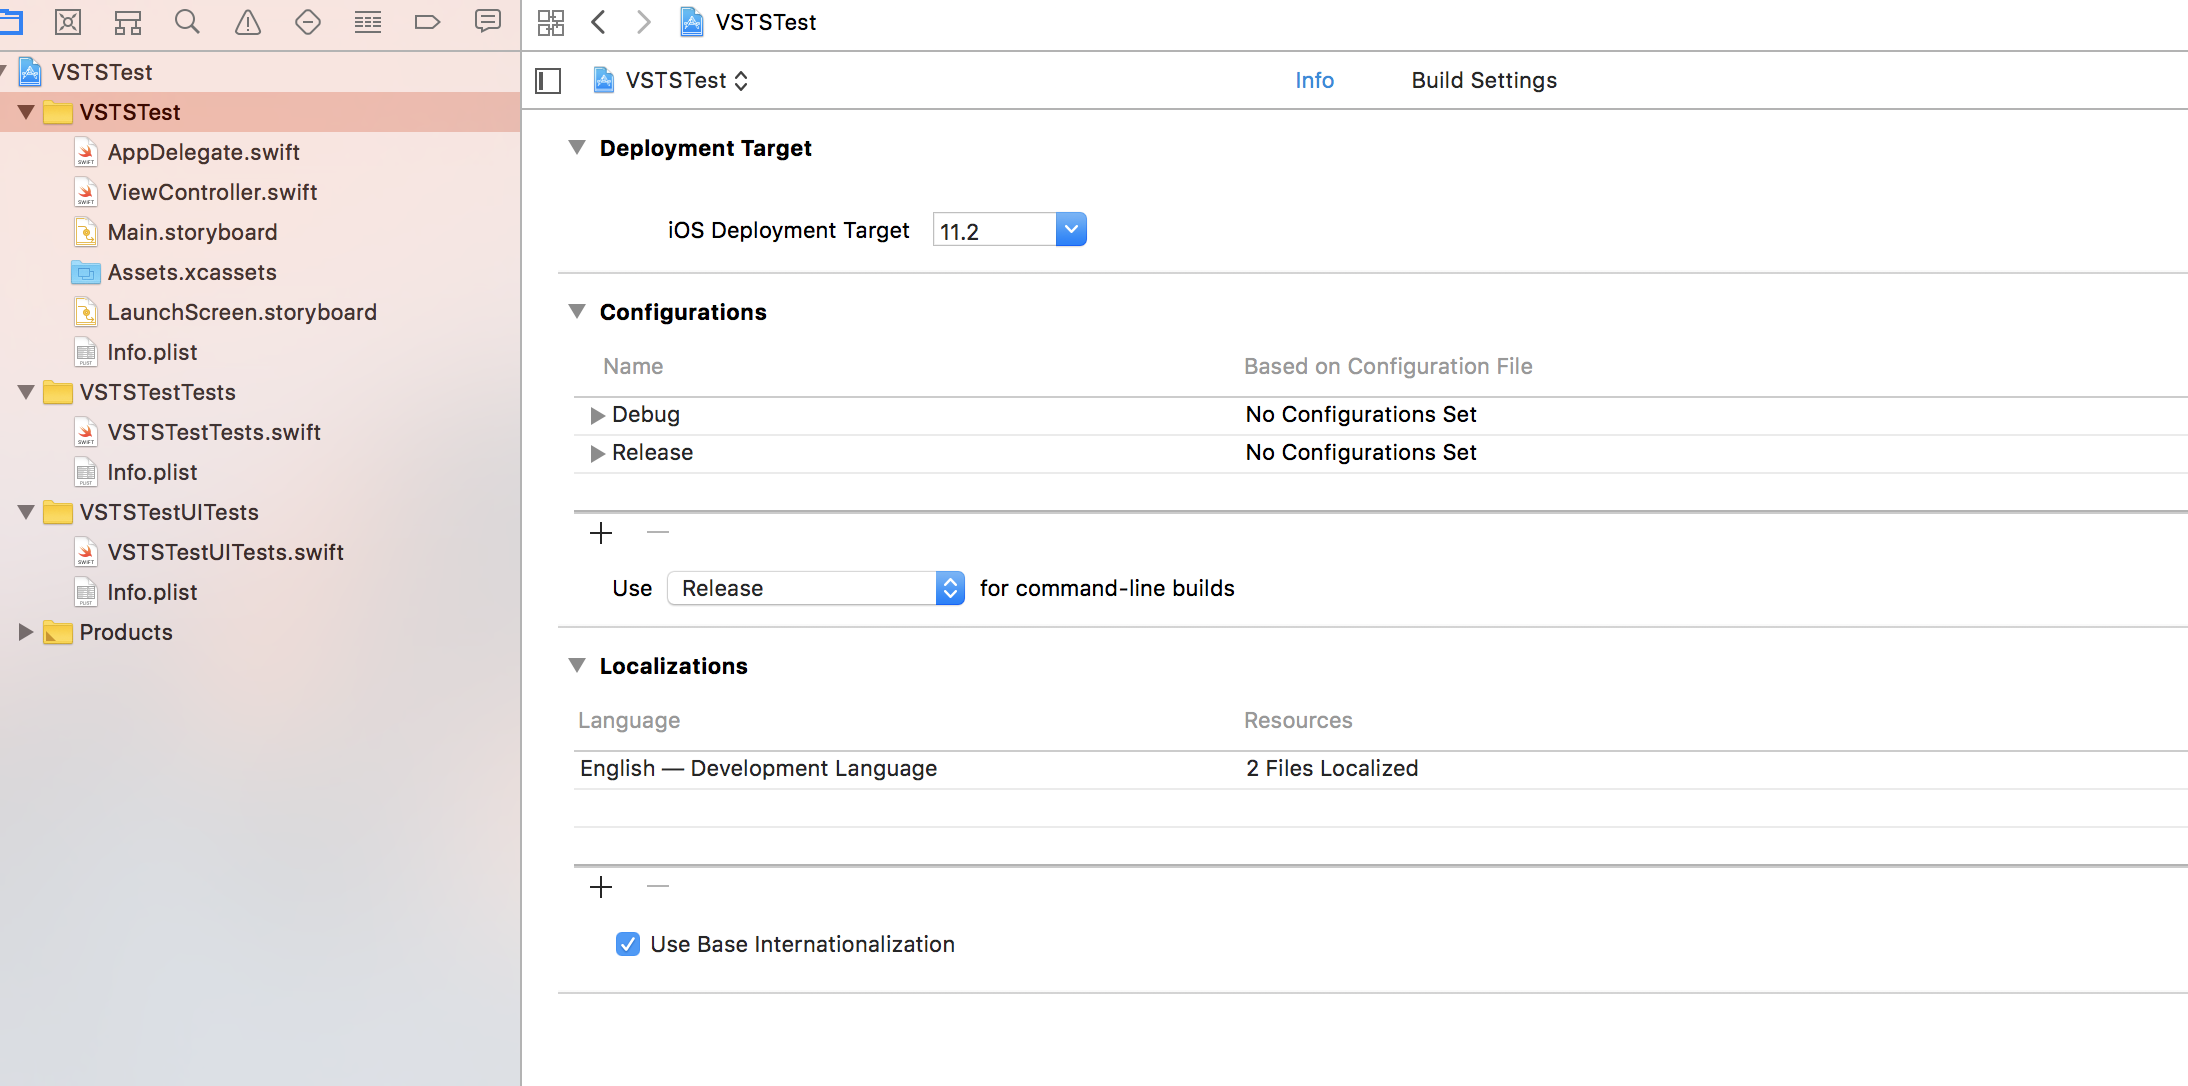 VSTSTest
VSTSTest
AppDelegate.swift
ViewController.swift
Main.storyboard
Assets.xcassets
LaunchScreen.storyboard
Info.plist
VSTSTestTests
VSTSTestTests.swift
Info.plist
VSTSTestUITests
VSTSTestUITests.swift
Info.plist
Products
VSTSTest
VSTSTest
Info
Build Settings
Deployment Target
iOS Deployment Target 11.2
Configurations
Name Based on Configuration File
Debug No Configurations Set
Release No Configurations Set
Use Release for command-line builds
Localizations
Language Resources
English — Development Language 2 Files Localized
Use Base Internationalization